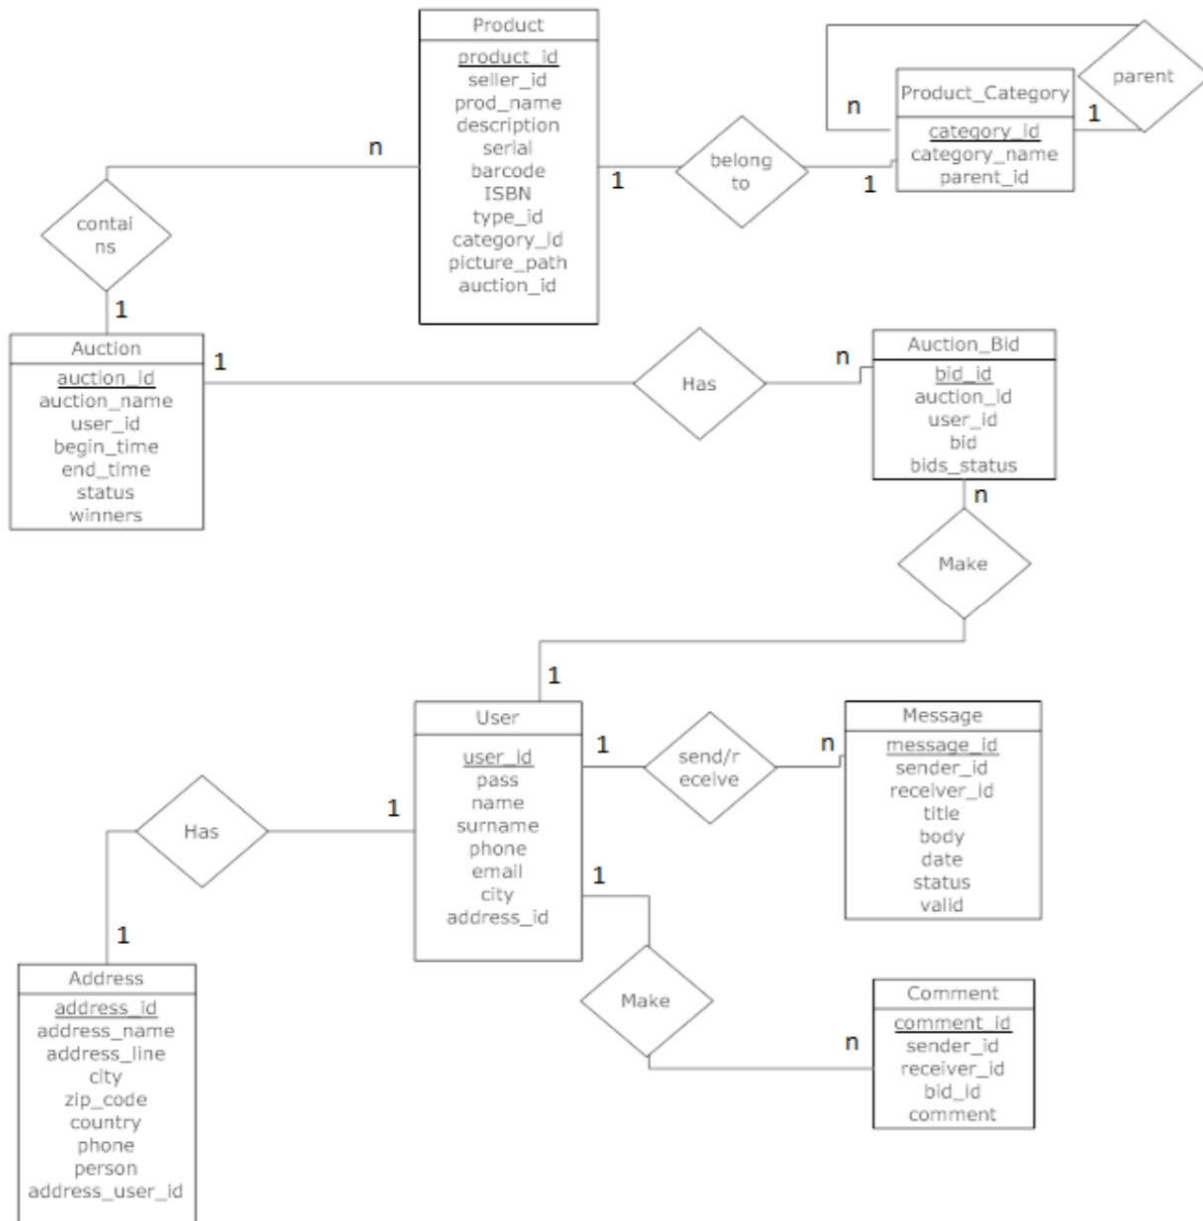 Product
product_id
seller_id
prod_name
description
serial
barcode
ISBN
type_id
category_id
picture_path
auction_id
n
1
belong
to
1
Product_Category
category_id
category_name
parent_id
n
1
parent
contai
ns
1
Auction
auction_id
auction_name
user_id
begin_time
end_time
status
winners
1
Has
n
Auction_Bid
bid_id
auction_id
user_id
bid
bids_status
n
Make
1
User
user_id
pass
name
surname
phone
email
city
address_id
1
send/r
eceive
n
Message
message_id
sender_id
receiver_id
title
body
date
status
valid
1
Has
1
Address
address_id
address_name
address_line
city
zip_code
country
phone
person
address_user_id
1
Make
n
Comment
comment_id
sender_id
receiver_id
bid_id
comment